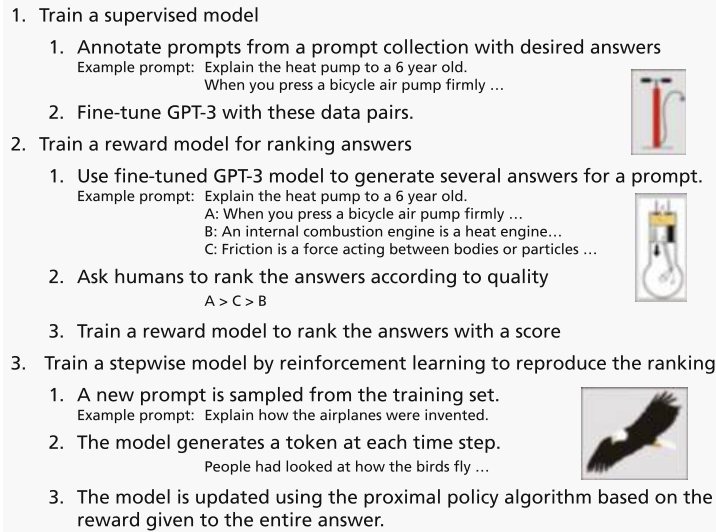 1. Train a supervised model
1. Annotate prompts from a prompt collection with desired answers
Example prompt: Explain the heat pump to a 6 year old.
When you press a bicycle air pump firmly ...
2. Fine-tune GPT-3 with these data pairs.
2. Train a reward model for ranking answers
1. Use fine-tuned GPT-3 model to generate several answers for a prompt.
Example prompt: Explain the heat pump to a 6 year old.
A: When you press a bicycle air pump firmly ...
B: An internal combustion engine is a heat engine...
C: Friction is a force acting between bodies or particles ...
2. Ask humans to rank the answers according to quality
A > C > B
3. Train a reward model to rank the answers with a score
3. Train a stepwise model by reinforcement learning to reproduce the ranking
1. A new prompt is sampled from the training set.
Example prompt: Explain how the airplanes were invented.
2. The model generates a token at each time step.
People had looked at how the birds fly ...
3. The model is updated using the proximal policy algorithm based on the
reward given to the entire answer.